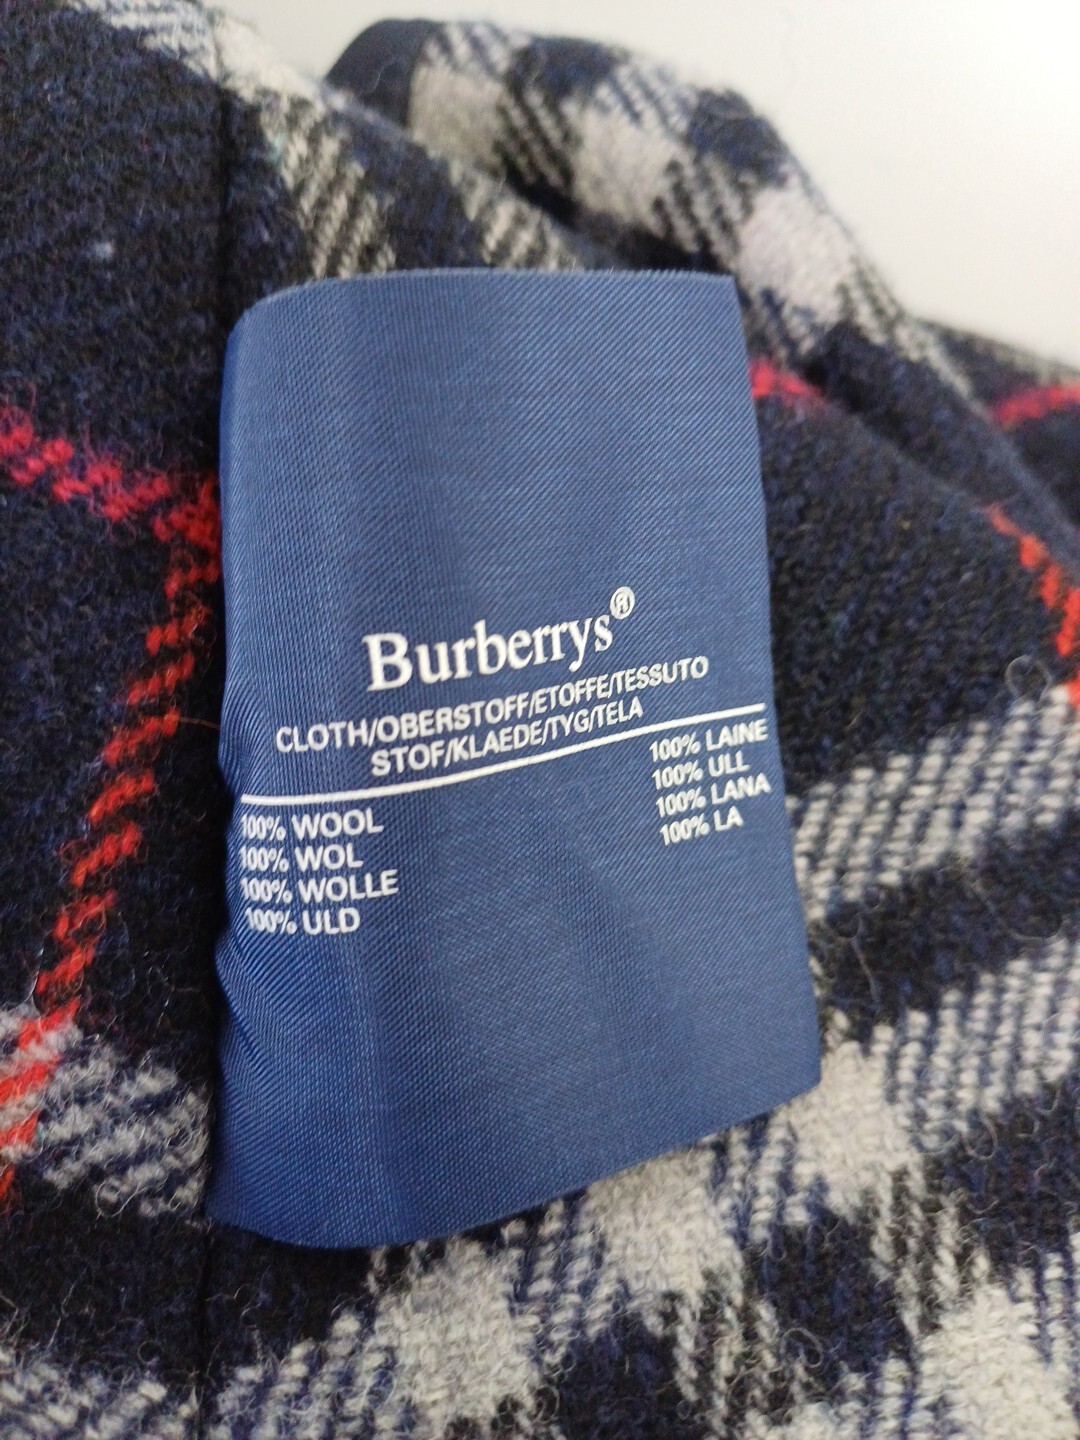 Burberrys®
CLOTH/OBERSTOFF/ETOFFE/TESSUTO
STOF/KLAEDE/TYG/TELA
100% WOOL
100% WOL
100% WOLLE
100% ULD
100% LAINE
100% ULL
100% LANA
100% LA